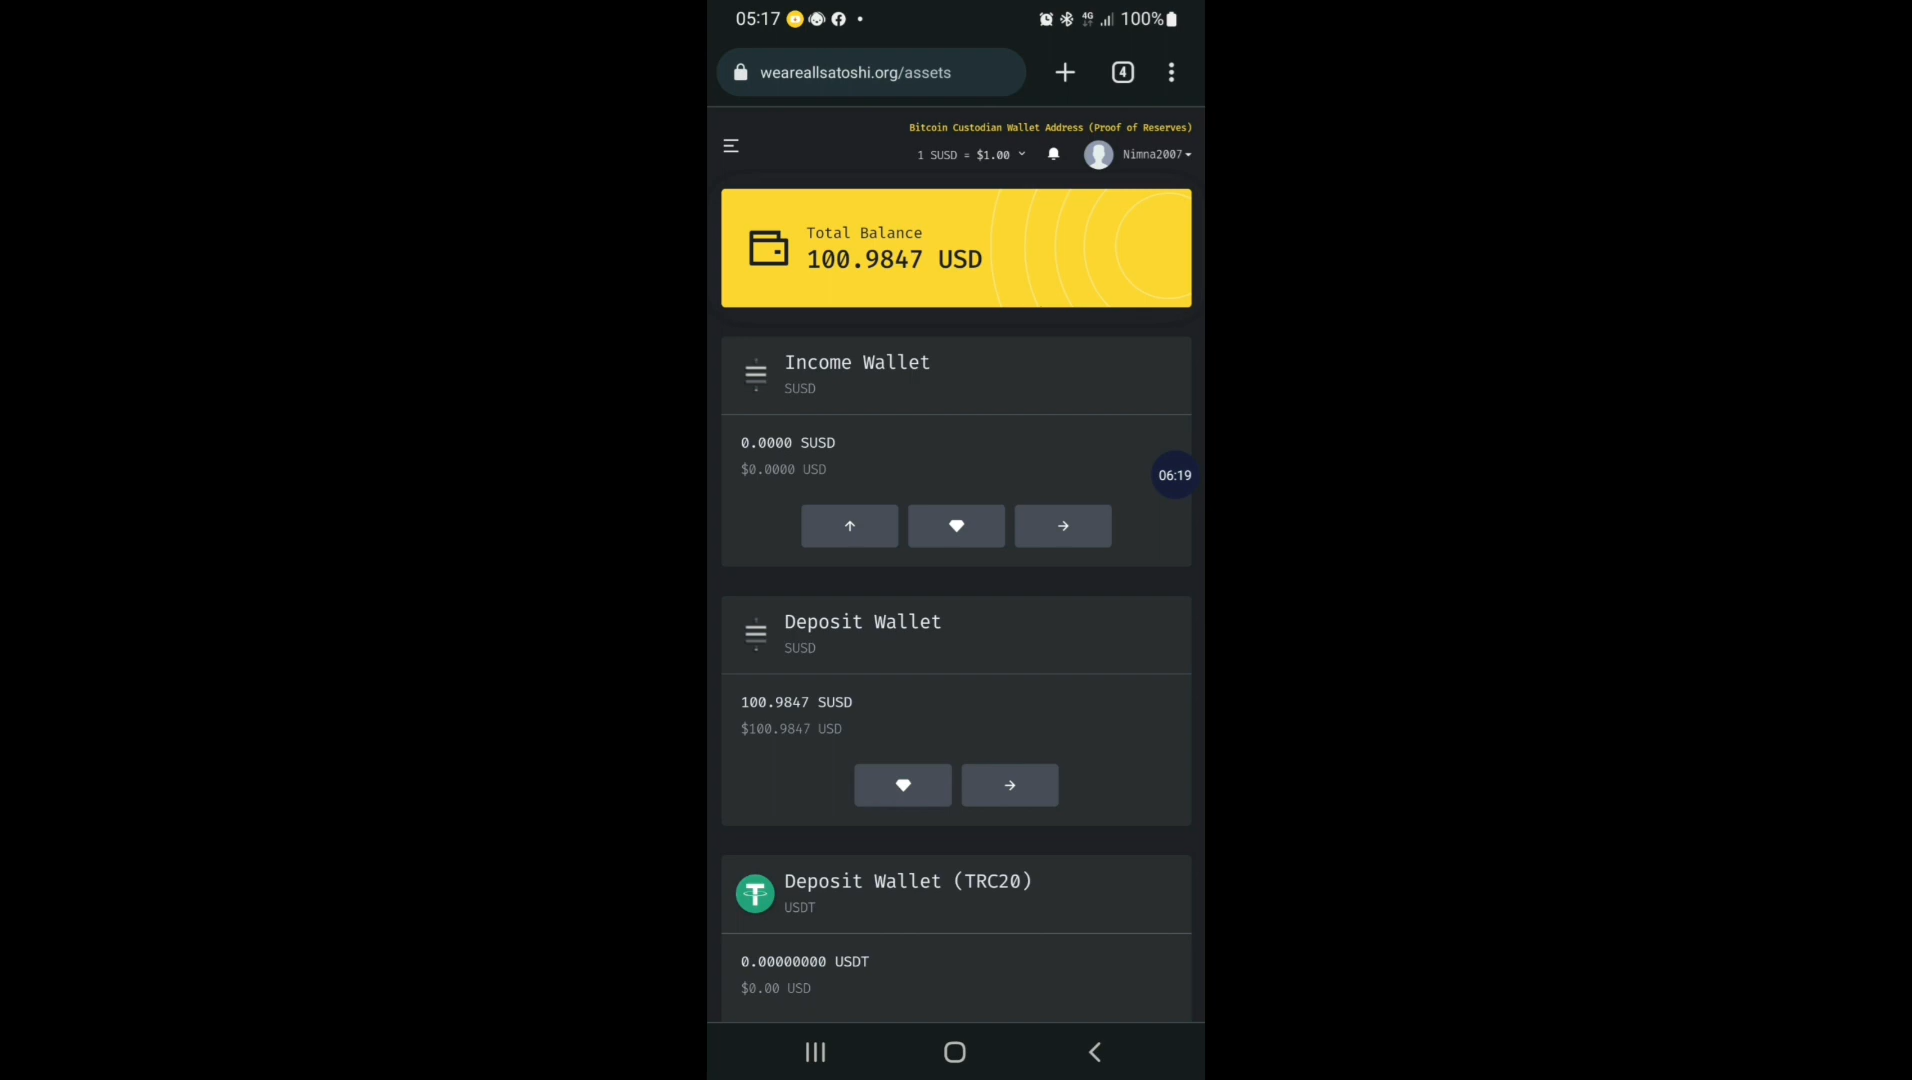 05:17
4G 100%
weareallsatoshi.org/assets
4
Bitcoin Custodian Wallet Address (Proof of Reserves)
1 SUSD = $1.00
Nimna2007
Total Balance
100.9847 USD
Income Wallet
SUSD
0.0000 SUSD
$0.0000 USD
06:19
Deposit Wallet
SUSD
100.9847 SUSD
$100.9847 USD
Deposit Wallet (TRC20)
USDT
0.00000000 USDT
$0.00 USD